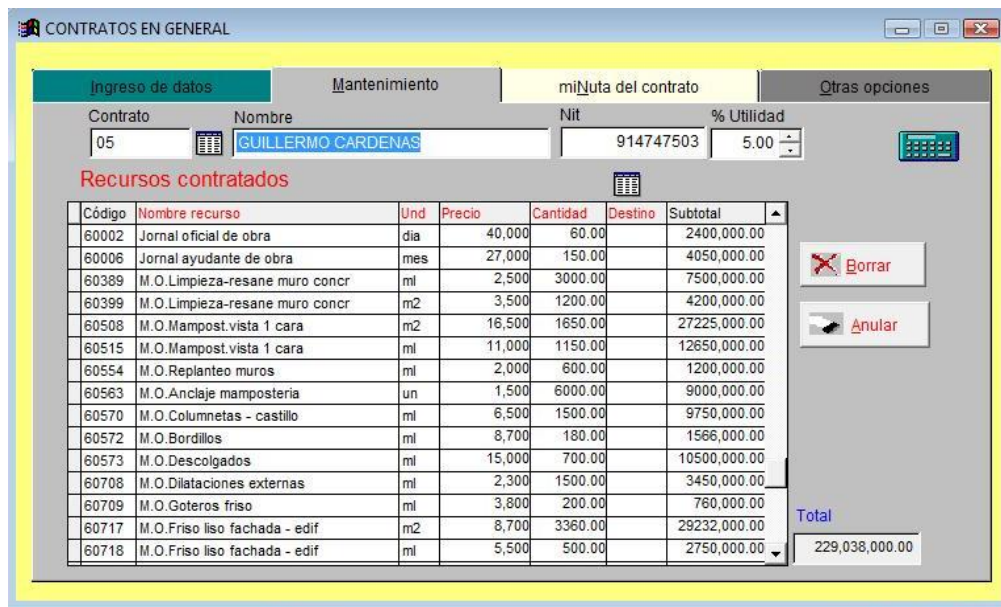 CONTRATOS EN GENERAL
Ingreso de datos Mantenimiento miNuta del contrato Otras opciones
Contrato Nombre Nit % Utilidad
05 GUILLERMO CARDENAS 914747503 5.00
Recursos contratados
Código Nombre recurso Und Precio Cantidad Destino Subtotal
60002 Jornal oficial de obra dia 40,000 60.00 2400,000.00
60006 Jornal ayudante de obra mes 27,000 150.00 4050,000.00
60389 M.O.Limpieza-resane muro concr ml 2,500 3000.00 7500,000.00
60399 M.O.Limpieza-resane muro concr m2 3,500 1200.00 4200,000.00
60508 M.O.Mampost.vista 1 cara m2 16,500 1650.00 27225,000.00
60515 M.O.Mampost.vista 1 cara ml 11,000 1150.00 12650,000.00
60554 M.O.Replanteo muros ml 2,000 600.00 1200,000.00
60563 M.O.Anclaje mamposteria un 1,500 6000.00 9000,000.00
60570 M.O.Columnetas - castillo ml 6,500 1500.00 9750,000.00
60572 M.O.Bordillos ml 8,700 180.00 1566,000.00
60573 M.O.Descolgados ml 15,000 700.00 10500,000.00
60708 M.O.Dilataciones externas ml 2,300 1500.00 3450,000.00
60709 M.O.Goteros friso ml 3,800 200.00 760,000.00
60717 M.O.Friso liso fachada - edif m2 8,700 3360.00 29232,000.00
60718 M.O.Friso liso fachada - edif ml 5,500 500.00 2750,000.00
Borrar
Anular
Total
229,038,000.00